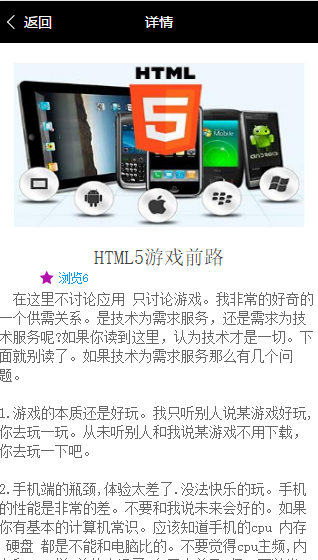 返回 详情
HTML
5
Mobile
ANDROID
HTML5游戏前路
浏览6
在这里不讨论应用 只讨论游戏。我非常的好奇的
一个供需关系。是技术为需求服务，还是需求为技
术服务呢?如果你读到这里，认为技术才是一切。下
面就别读了。如果技术为需求服务那么有几个问
题。
1.游戏的本质还是好玩。我只听别人说某游戏好玩,
你去玩一玩。从未听别人和我说某游戏不用下载，
你去玩一下吧。
2.手机端的瓶颈,体验太差了.没法快乐的玩。手机
的性能是非常的差。不要和我说未来会好的。如果
你有基本的计算机常识。应该知道手机的cpu 内存
硬盘 都是不能和电脑比的。不要觉得cpu主频,内